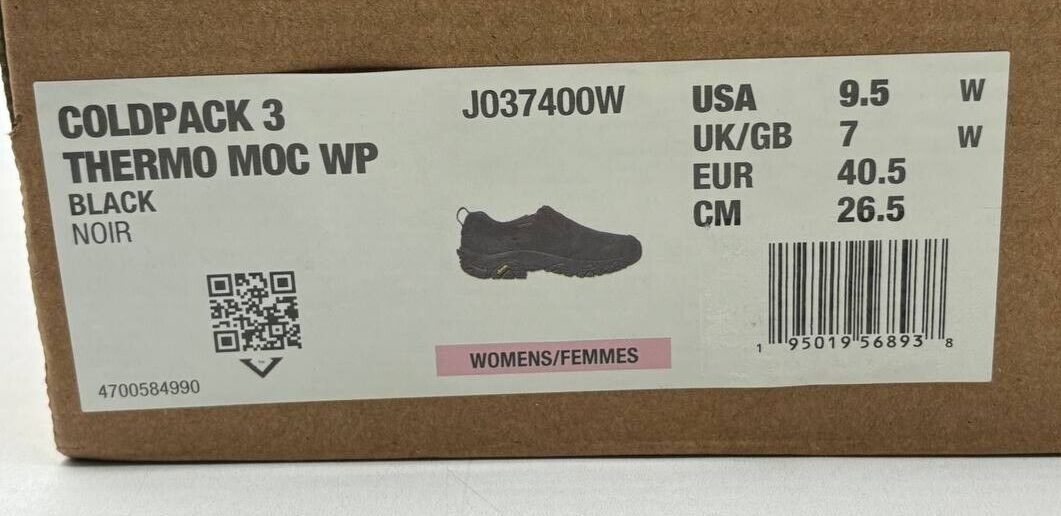 COLDPACK 3
THERMO MOC WP
BLACK
NOIR
4700584990
J037400W
WOMENS/FEMMES
USA 9.5 W
UK/GB 7 W
EUR 40.5
CM 26.5
1 95019 56893 8